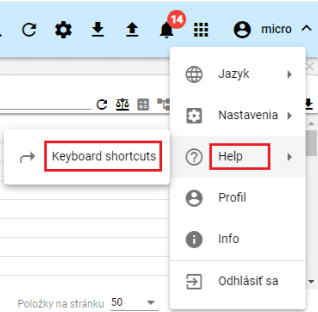 14
micro
Jazyk
Nastavenia
Keyboard shortcuts
Help
Profil
Info
Odhlásiť sa
Položky na stránku 50